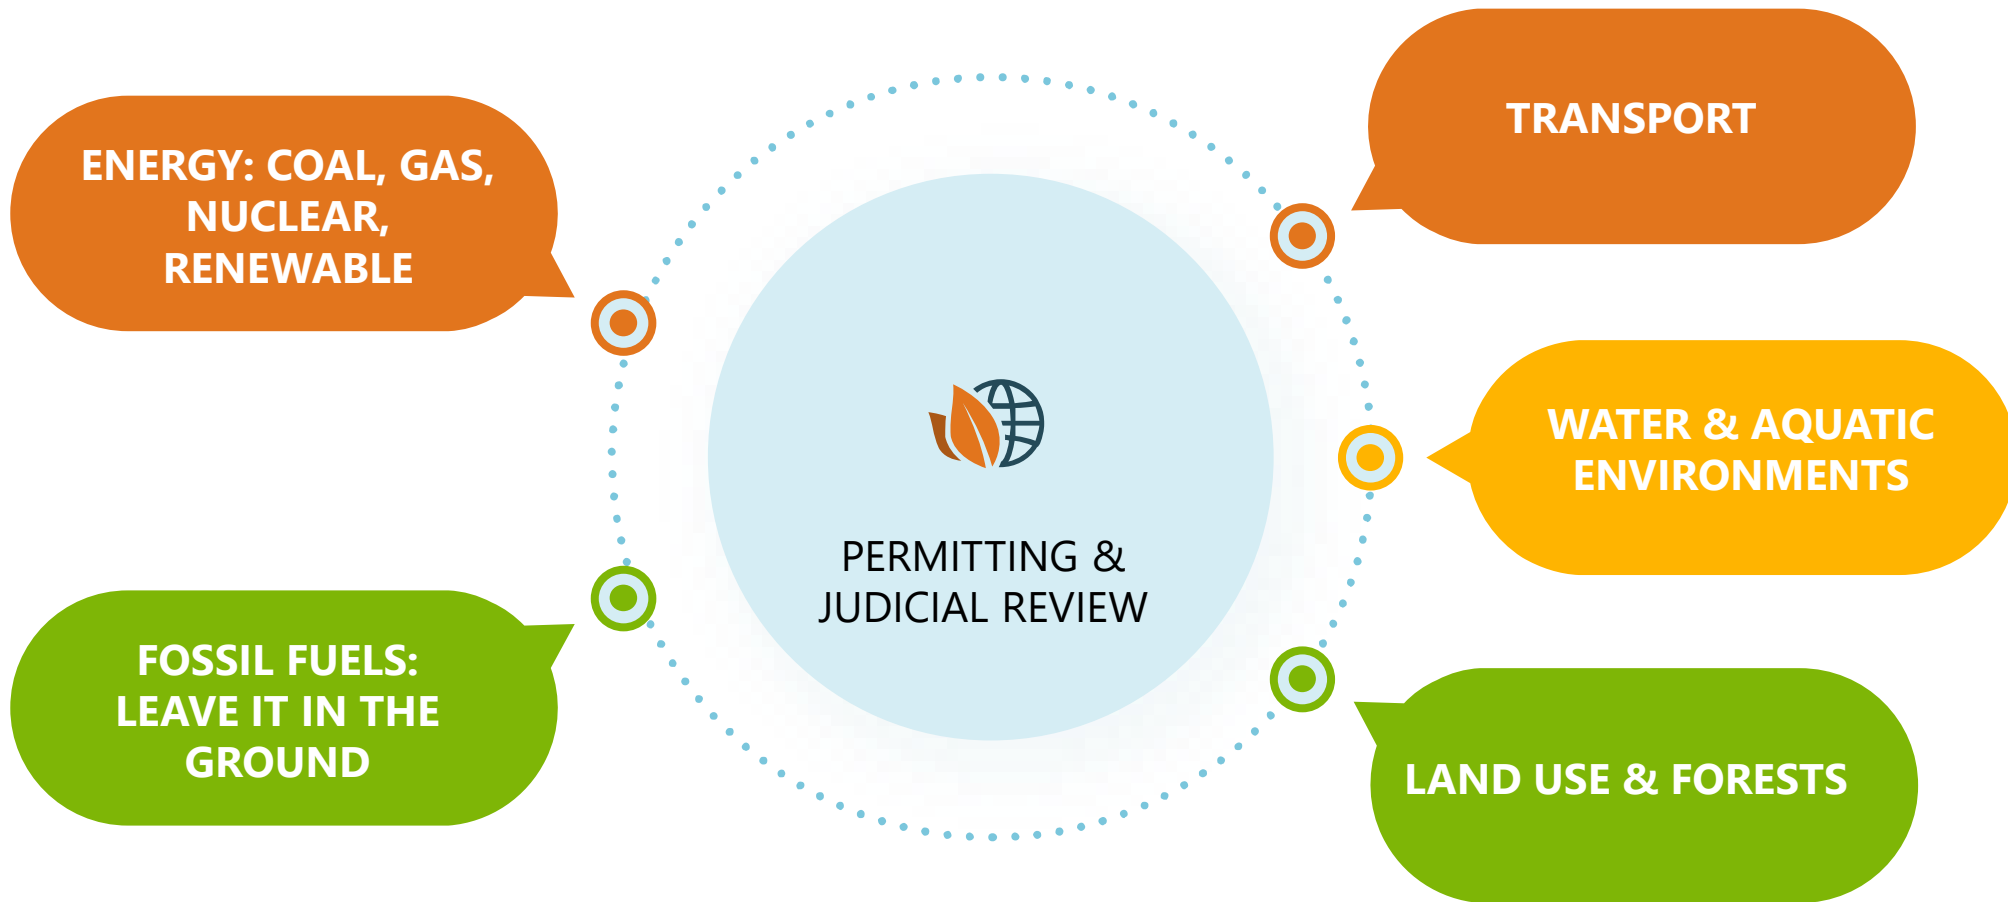 ENERGY: COAL, GAS,
NUCLEAR,
RENEWABLE
FOSSIL FUELS:
LEAVE IT IN THE
GROUND
PERMITTING &
JUDICIAL REVIEW
TRANSPORT
WATER & AQUATIC
ENVIRONMENTS
LAND USE & FORESTS